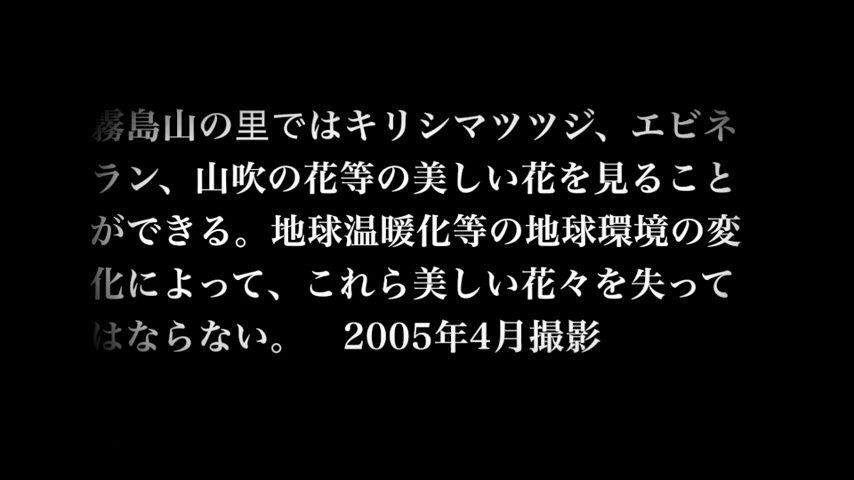 霧島山の里ではキリシマツツジ、エビネ
ラン、山吹の花等の美しい花を見ること
ができる。地球温暖化等の地球環境の変
化によって、これら美しい花々を失って
はならない。　2005年4月撮影